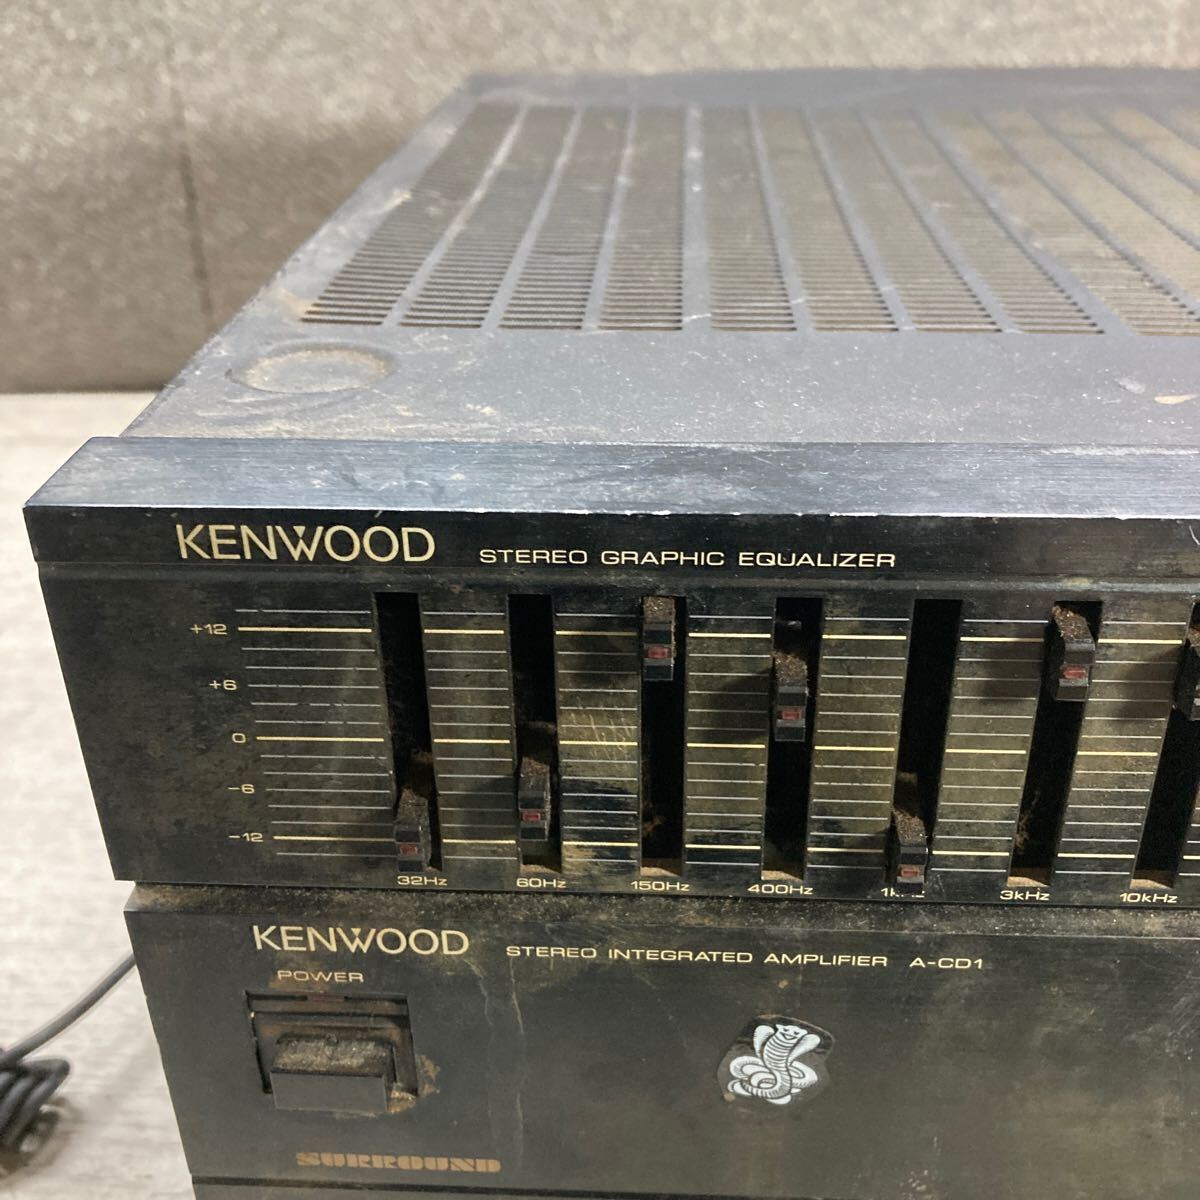 KENWOOD STEREO GRAPHIC EQUALIZER
+12
+6
0
-6
-12
32Hz 60Hz 150Hz 400Hz 3kHz 10kHz
KENWOOD STEREO INTEGRATED AMPLIFIER A-CD1
POWER
SURROUND